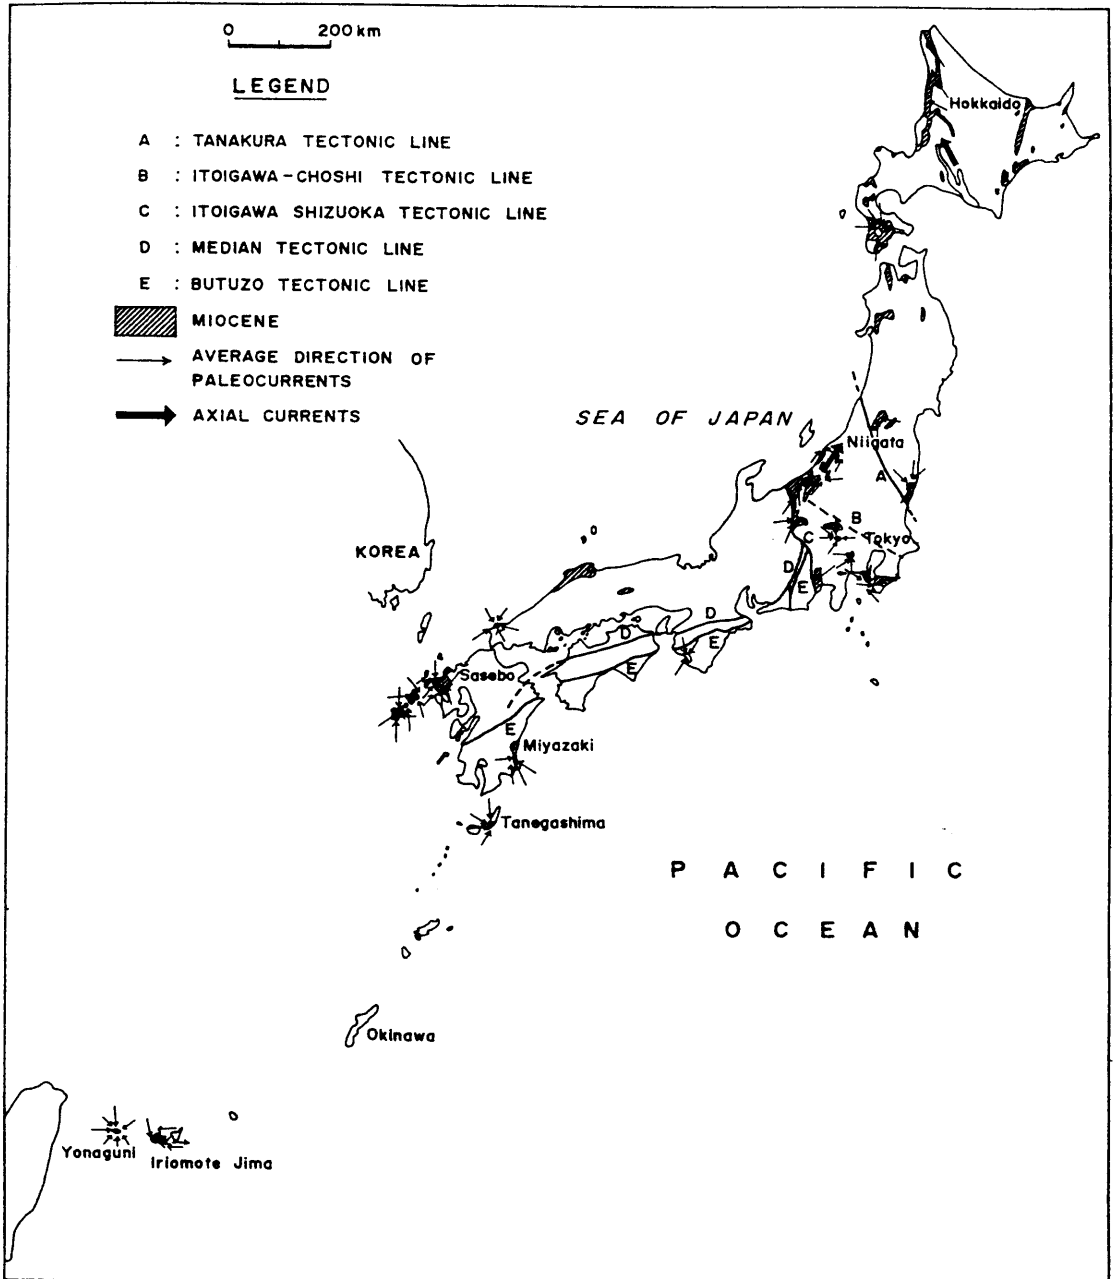 0 200 km
LEGEND
A : TANAKURA TECTONIC LINE
B : ITOIGAWA-CHOSHI TECTONIC LINE
C : ITOIGAWA SHIZUOKA TECTONIC LINE
D : MEDIAN TECTONIC LINE
E : BUTUZO TECTONIC LINE
MIOCENE
AVERAGE DIRECTION OF
PALEOCURRENTS
AXIAL CURRENTS
Hokkaido
SEA OF JAPAN
Niigata
A
B
C
Tokyo
KOREA
D
E
D
E
D
E
Sasebo
E
Miyazaki
Tanegashima
PACIFIC
OCEAN
Okinawa
Yonaguni
Iriomote Jima